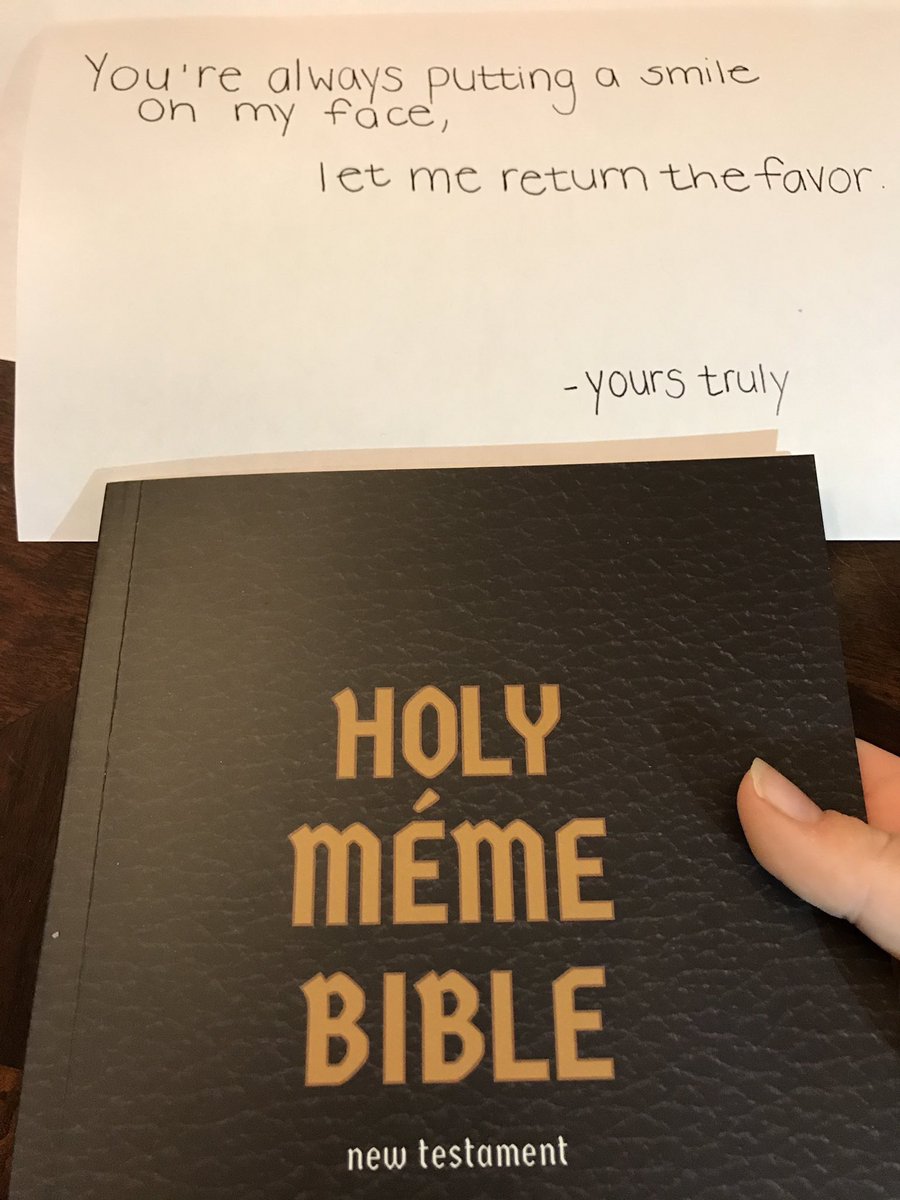 You're always putting a smile
on my face,
let me return the favor.
-yours truly
HOLY
MÉME
BIBLE
new testament